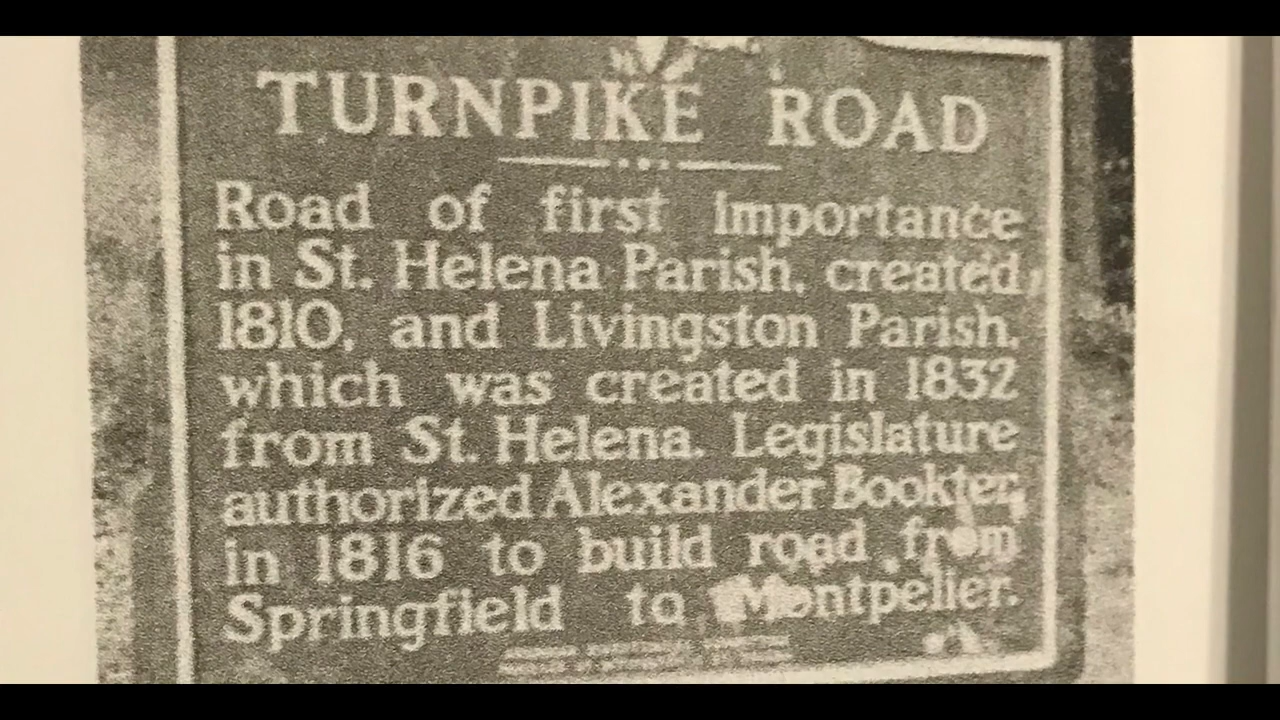 TURNPIKE ROAD
Road of first importance
in St. Helena Parish, created
1810, and Livingston Parish,
which was created in 1832
from St. Helena. Legislature
authorized Alexander Bookter,
in 1816 to build road from
Springfield to Montpelier.